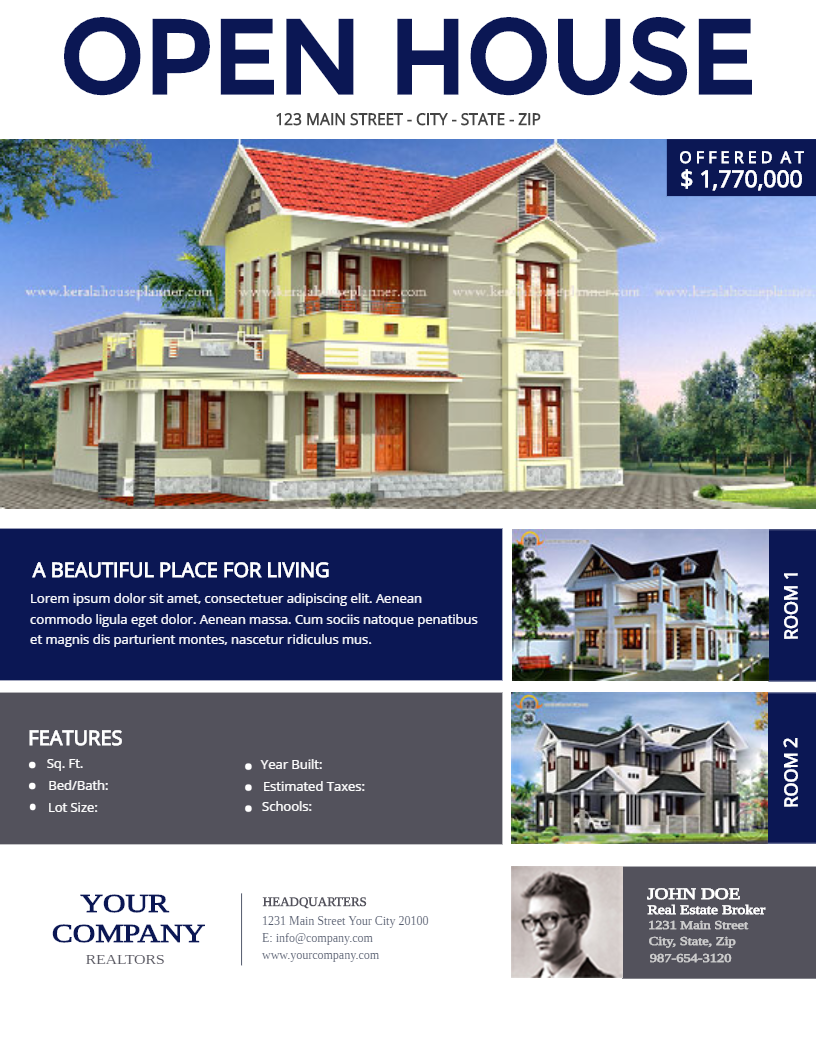 OPEN HOUSE
123 MAIN STREET - CITY - STATE - ZIP
OFFERED AT
$ 1,770,000
www.keralahouseplanner.com www.keralahouseplanner.com www.keralahouseplanner.com www.keralahouseplanner.com
A BEAUTIFUL PLACE FOR LIVING
Lorem ipsum dolor sit amet, consectetuer adipiscing elit. Aenean
commodo ligula eget dolor. Aenean massa. Cum sociis natoque penatibus
et magnis dis parturient montes, nascetur ridiculus mus.
ROOM 1
FEATURES
Sq. Ft.
Bed/Bath:
Lot Size:
Year Built:
Estimated Taxes:
Schools:
ROOM 2
YOUR
COMPANY
REALTORS
HEADQUARTERS
1231 Main Street Your City 20100
E: info@company.com
www.yourcompany.com
JOHN DOE
Real Estate Broker
1231 Main Street
City, State, Zip
987-654-3120